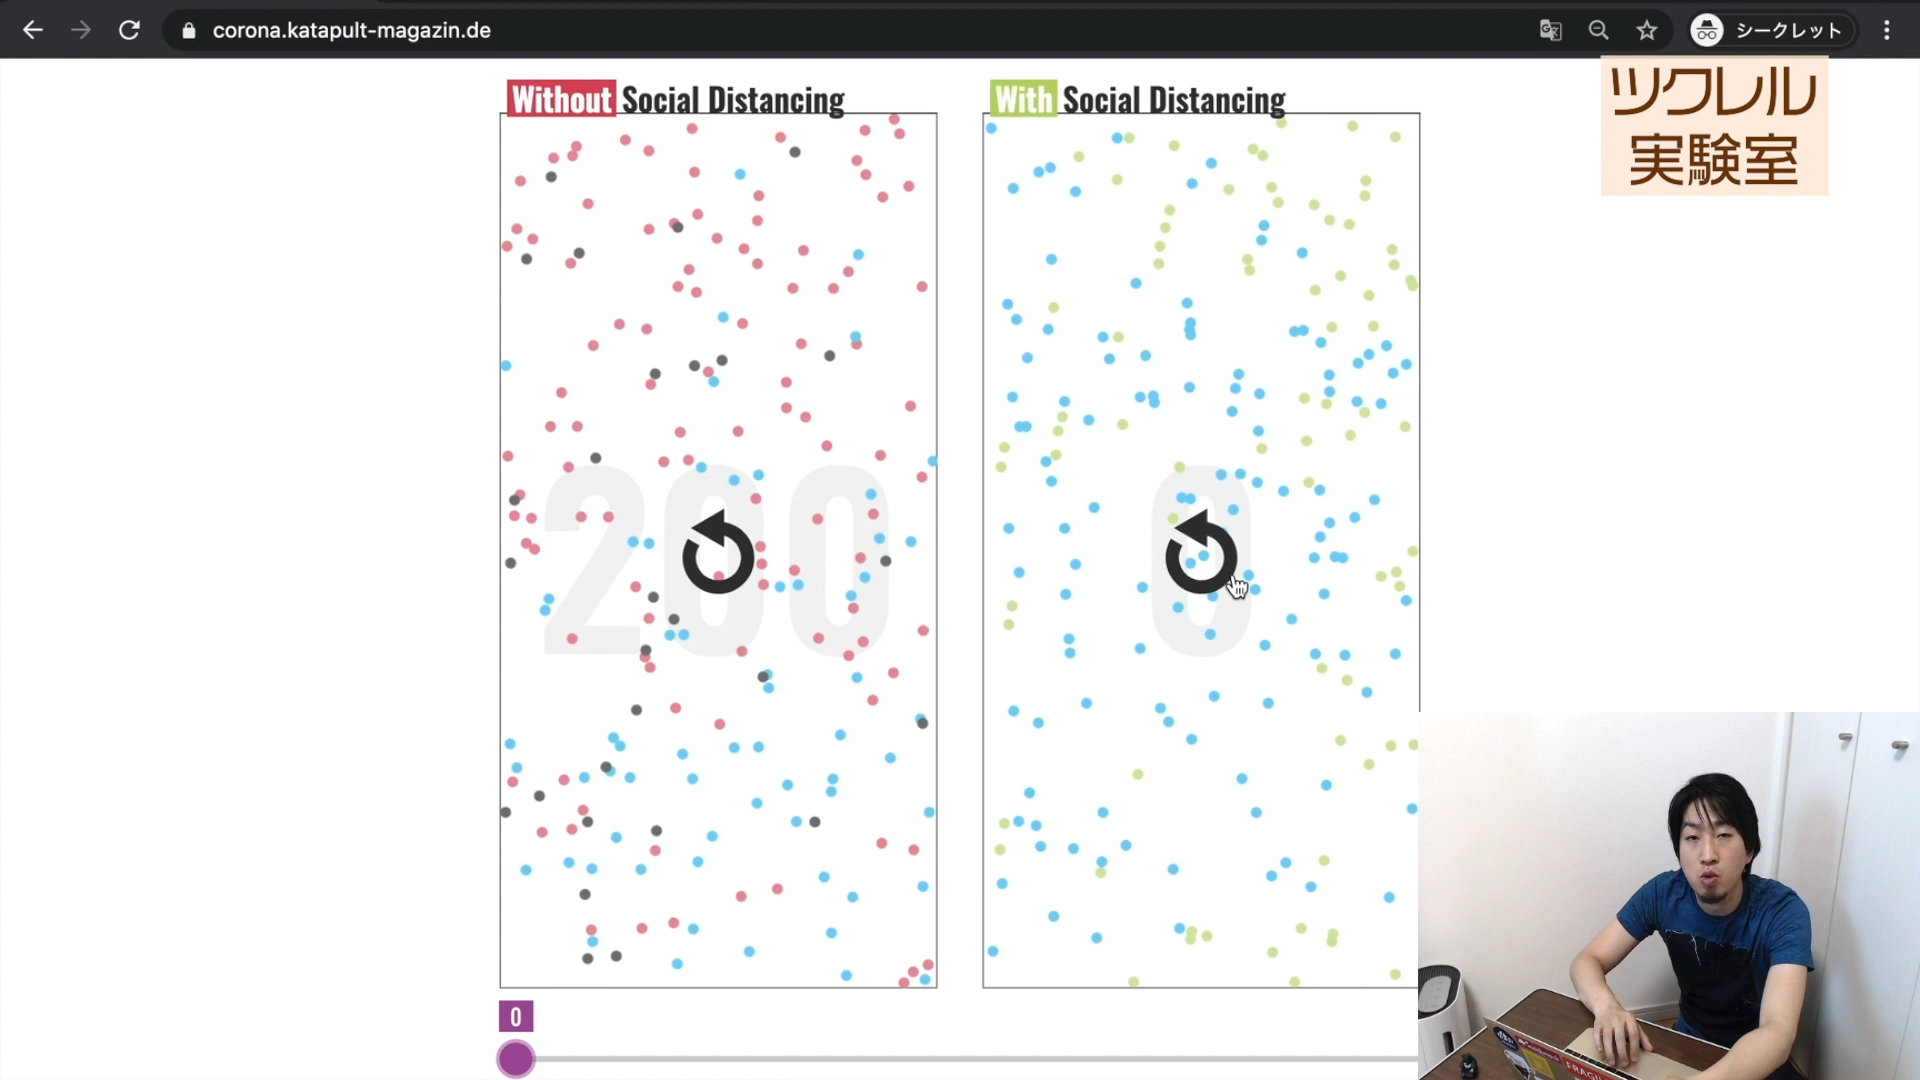 corona.katapult-magazin.de
シークレット
ツクレル
実験室
Without Social Distancing
With Social Distancing
200
0
0